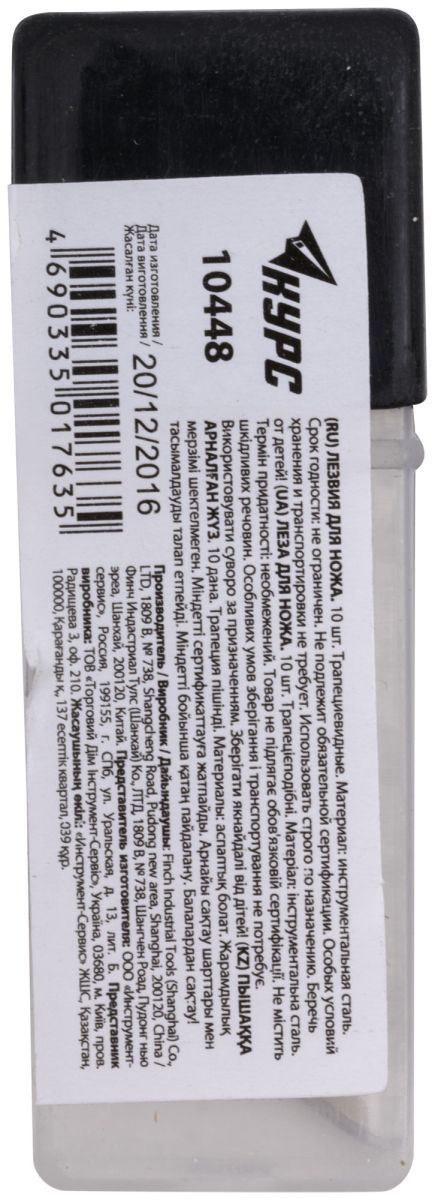 КУРС
10448
Дата изготовления /
Дата виготовлення /
Жасалған күні:
20/12/2016
4 690335 017635
(RU) ЛЕЗВИЯ ДЛЯ НОЖА. 10 шт. Трапециевидные. Материал: инструментальная сталь.
Срок годности: не ограничен. Не подлежит обязательной сертификации. Особых условий
хранения и транспортировки не требует. Использовать строго по назначению. Беречь
от детей! (UA) ЛЕЗА ДЛЯ НОЖА. 10 шт. Трапецієподібні. Матеріал: інструментальна сталь.
Термін придатності: необмежений. Товар не підлягає обов'язковій сертифікації. Не містить
шкідливих речовин. Особливих умов зберігання і транспортування не потребує.
Використовувати суворо за призначенням. Зберігати якнайдалі від дітей! (KZ) ПЫШАҚҚА
АРНАЛҒАН ЖҮЗ. 10 дана. Трапеция пішінді. Материалы: аспаптық болат. Жарамдылық
мерзімі шектелмеген. Міндетті сертификаттауға жатпайды. Арнайы сақтау шарттары мен
тасымалдауды талап етпейді. Міндетті бойынша қатаң пайдалану. Балалардан сақтау!
Производитель / Виробник / Дайындаушы: Finch Industrial Tools (Shanghai) Co.,
LTD, 1809 B, № 738, Shangcheng Road, Pudong new area, Shanghai, 200120, China /
Финч Индастриал Тулс (Шанхай) Ко, ЛТД, 1809 В, № 738, Шангчен Роад, Пудонг нью
эреа, Шанхай, 200120, Китай. Представитель изготовителя: ООО «Инструмент-
сервис», Россия, 199155, г. СПб, ул. Уральская, д. 13, лит. Б. Представник
виробника: ТОВ «Торговий Дім Інструмент-Сервіс», Україна, 03680, м. Київ, пров.
Радищева 3, оф. 210. Жасаушының өкілі: «Инструмент-Сервис» ЖШС, Қазақстан,
100000, Қарағанды қ, 137 есептік квартал, 039 құр.